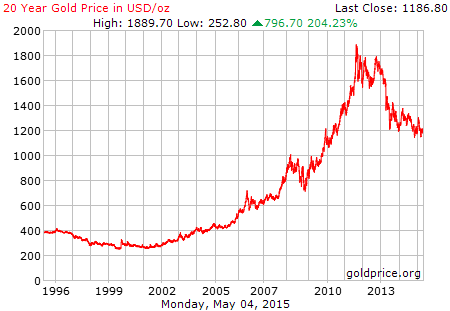 20 Year Gold Price in USD/oz Last Close: 1186.80
High: 1889.70 Low: 252.80 ▲796.70 204.23%
2000
1800
1600
1400
1200
1000
800
600
400
200
0
goldprice.org
1996 1999 2002 2005 2007 2010 2013
Monday, May 04, 2015